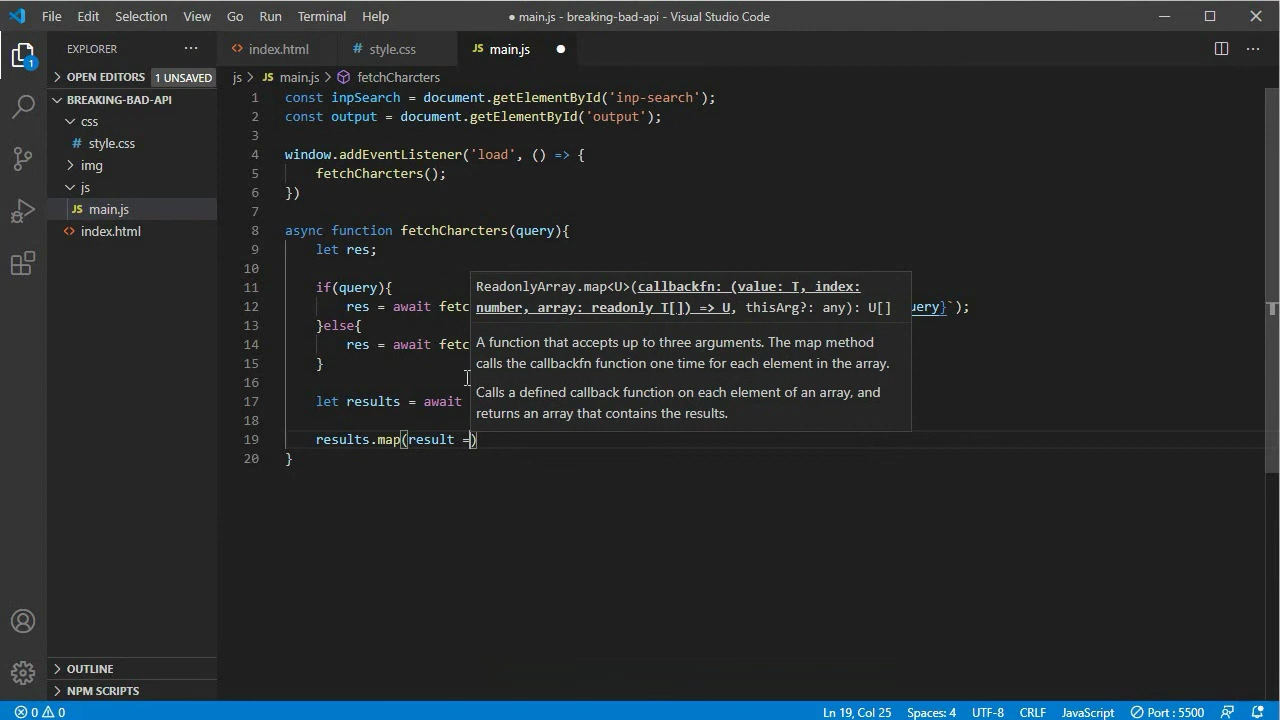 File Edit Selection View Go Run Terminal Help
● main.js - breaking-bad-api - Visual Studio Code
EXPLORER
index.html
# style.css
JS main.js
OPEN EDITORS 1 UNSAVED
js > JS main.js > fetchCharcters
BREAKING-BAD-API
css
# style.css
img
js
JS main.js
index.html
1 const inpSearch = document.getElementById('inp-search');
2 const output = document.getElementById('output');
3
4 window.addEventListener('load', () => {
5 fetchCharcters();
6 })
7
8 async function fetchCharcters(query){
9 let res;
10
11 if(query){
12 res = await fetc
uery}`);
13 }else{
14 res = await fetc
15 }
16
17 let results = await
18
19 results.map(result =)
20 }
ReadonlyArray.map<U>(callbackfn: (value: T, index:
number, array: readonly T[]) => U, thisArg?: any): U[]
A function that accepts up to three arguments. The map method
calls the callbackfn function one time for each element in the array.
Calls a defined callback function on each element of an array, and
returns an array that contains the results.
1
OUTLINE
NPM SCRIPTS
0 0
Ln 19, Col 25 Spaces: 4 UTF-8 CRLF JavaScript Port : 5500